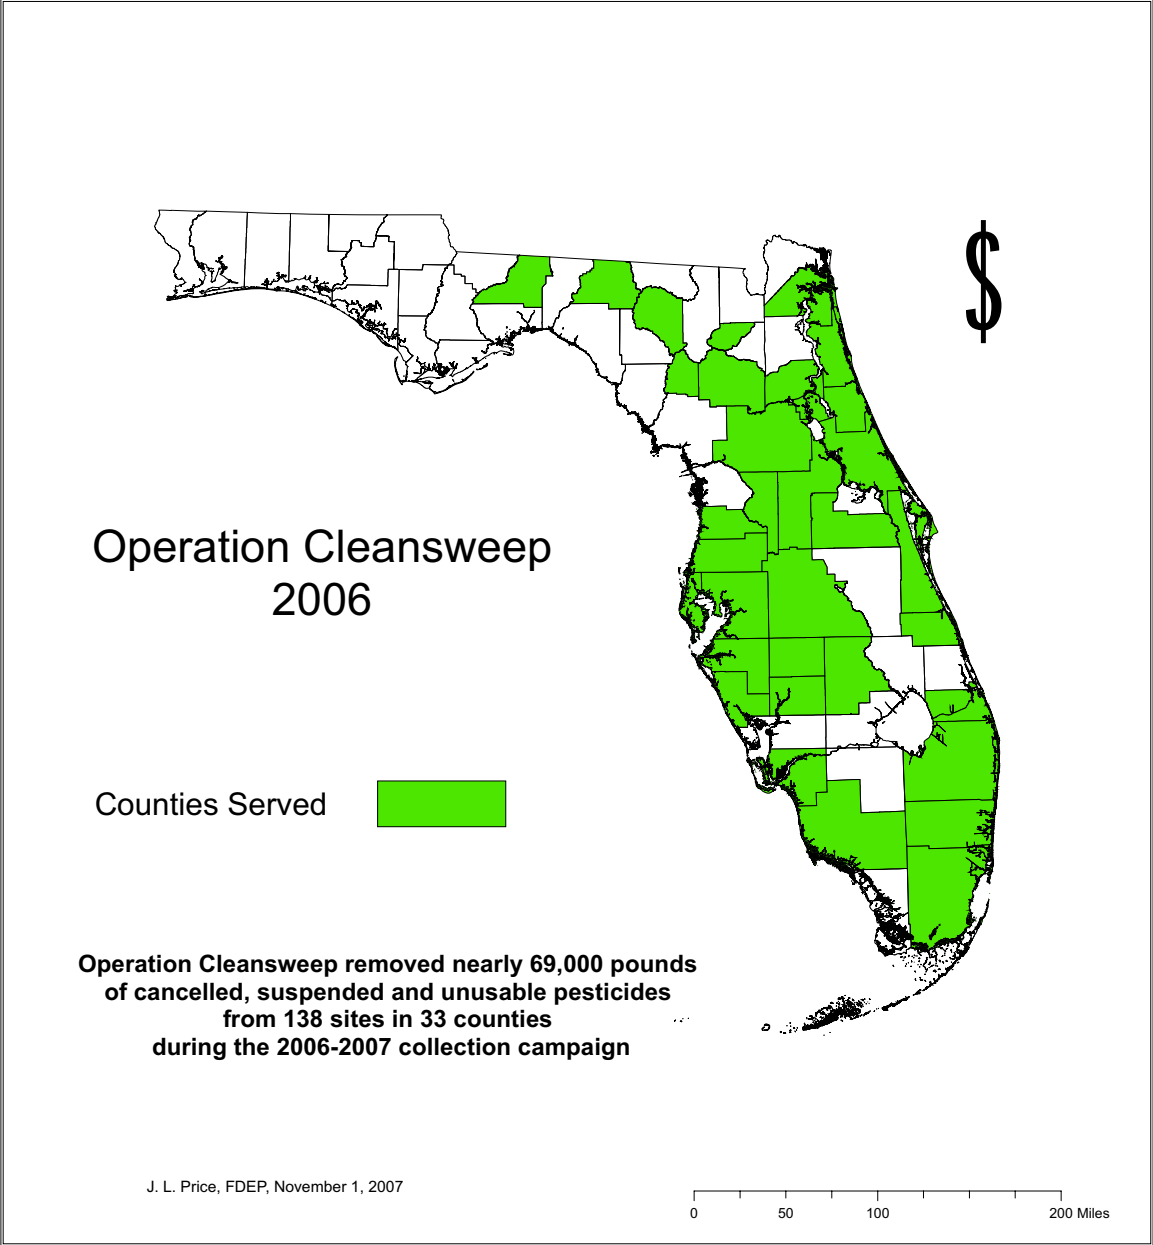 $
Operation Cleansweep
2006
Counties Served
Operation Cleansweep removed nearly 69,000 pounds
of cancelled, suspended and unusable pesticides
from 138 sites in 33 counties
during the 2006-2007 collection campaign
J. L. Price, FDEP, November 1, 2007
0 50 100 200 Miles